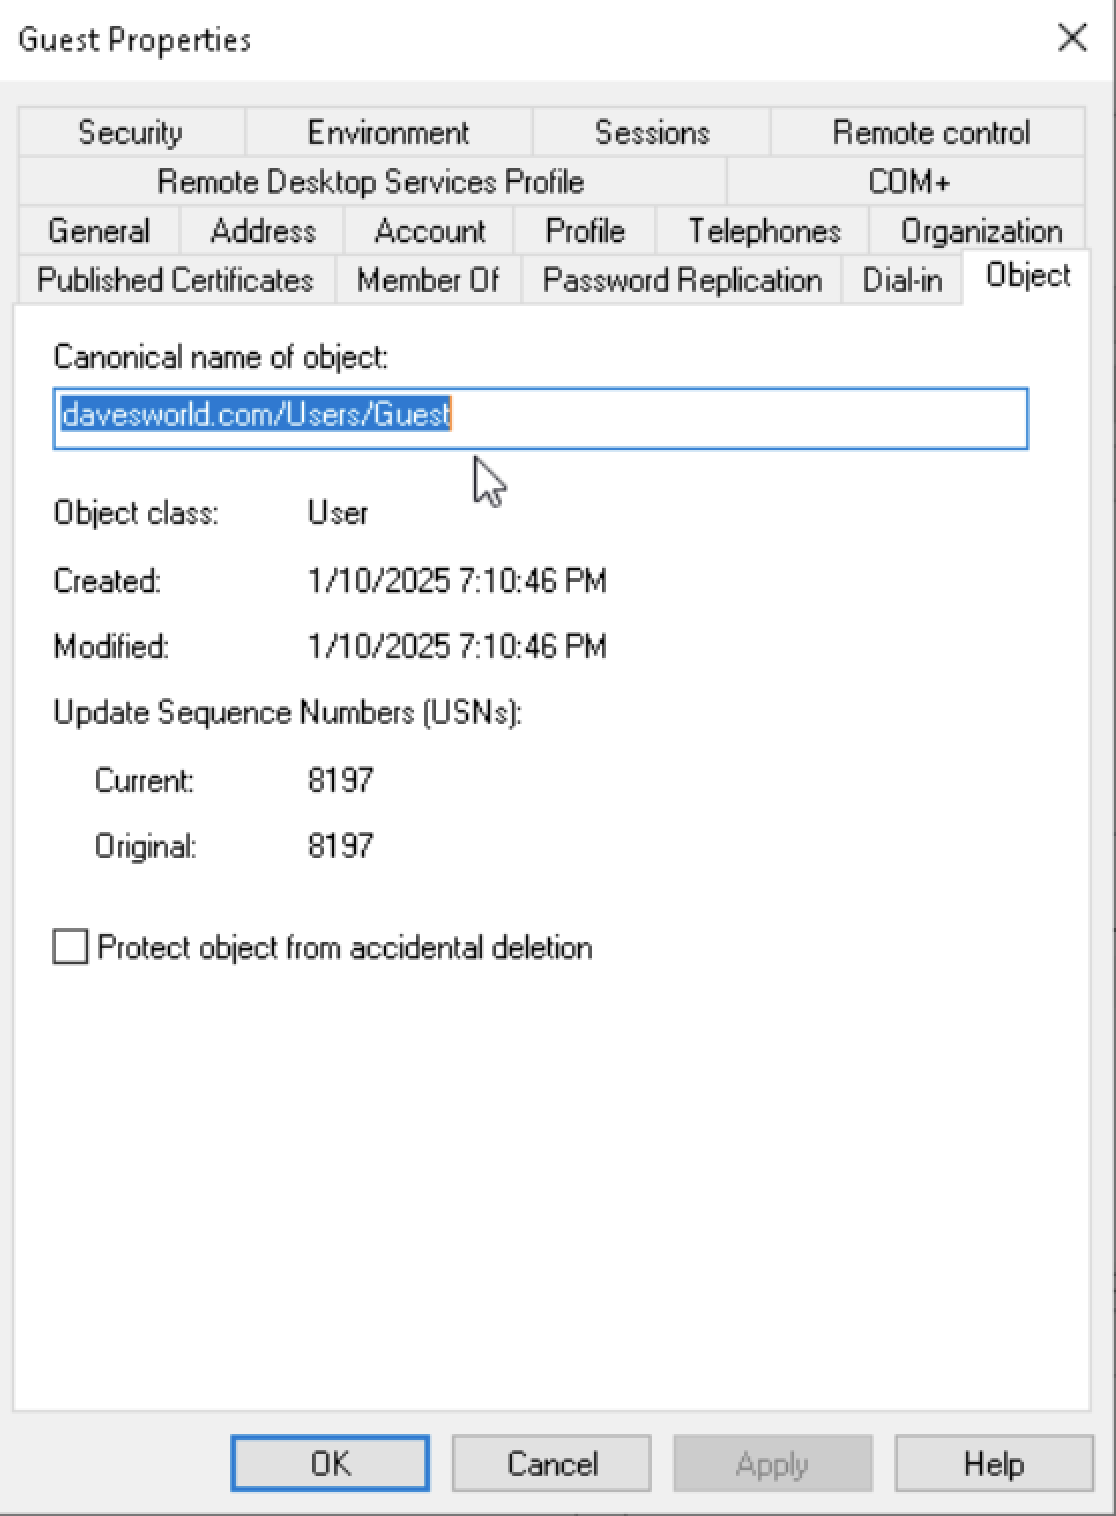 Guest Properties
Security Environment Sessions Remote control
Remote Desktop Services Profile COM+
General Address Account Profile Telephones Organization
Published Certificates Member Of Password Replication Dial-in Object
Canonical name of object:
davesworld.com/Users/Guest
Object class: User
Created: 1/10/2025 7:10:46 PM
Modified: 1/10/2025 7:10:46 PM
Update Sequence Numbers (USNs):
Current: 8197
Original: 8197
Protect object from accidental deletion
OK Cancel Apply Help